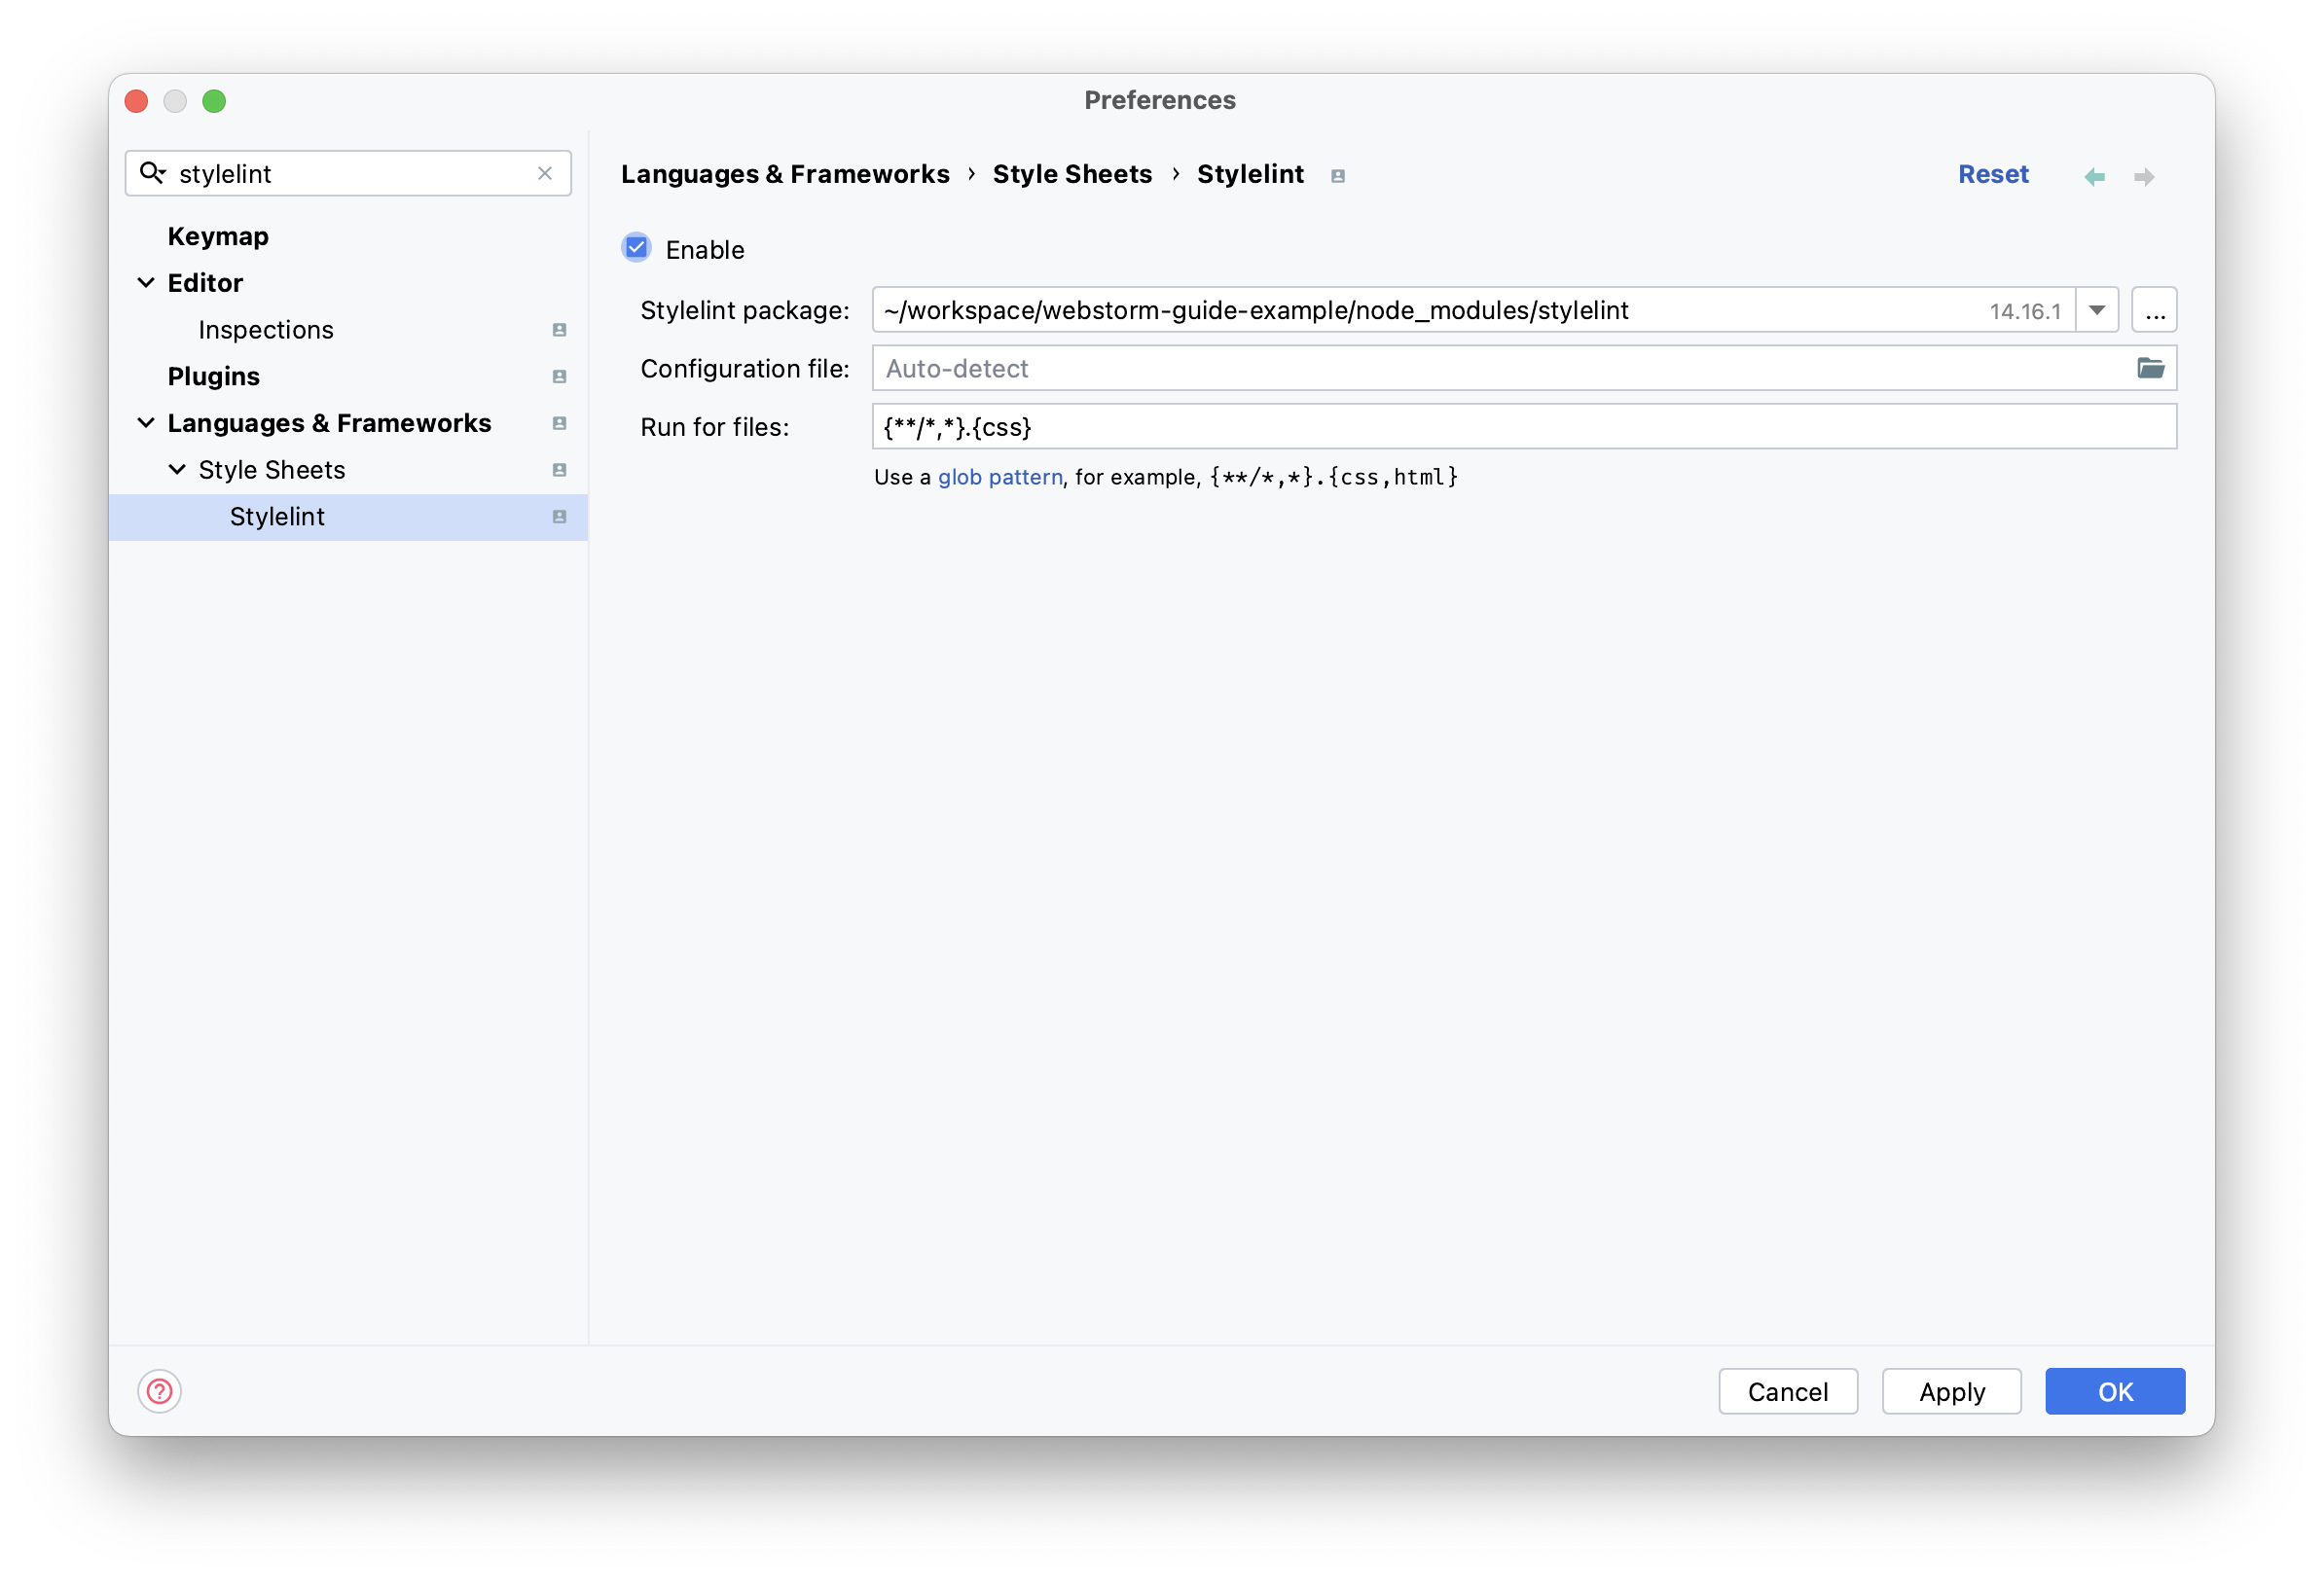 Preferences
stylelint
Keymap
Editor
Inspections
Plugins
Languages & Frameworks
Style Sheets
Stylelint
Languages & Frameworks › Style Sheets › Stylelint
Reset
Enable
Stylelint package: ~/workspace/webstorm-guide-example/node_modules/stylelint 14.16.1 ...
Configuration file: Auto-detect
Run for files: {**/*,*}.{css}
Use a glob pattern, for example, {**/*,*}.{css,html}
? Cancel Apply OK